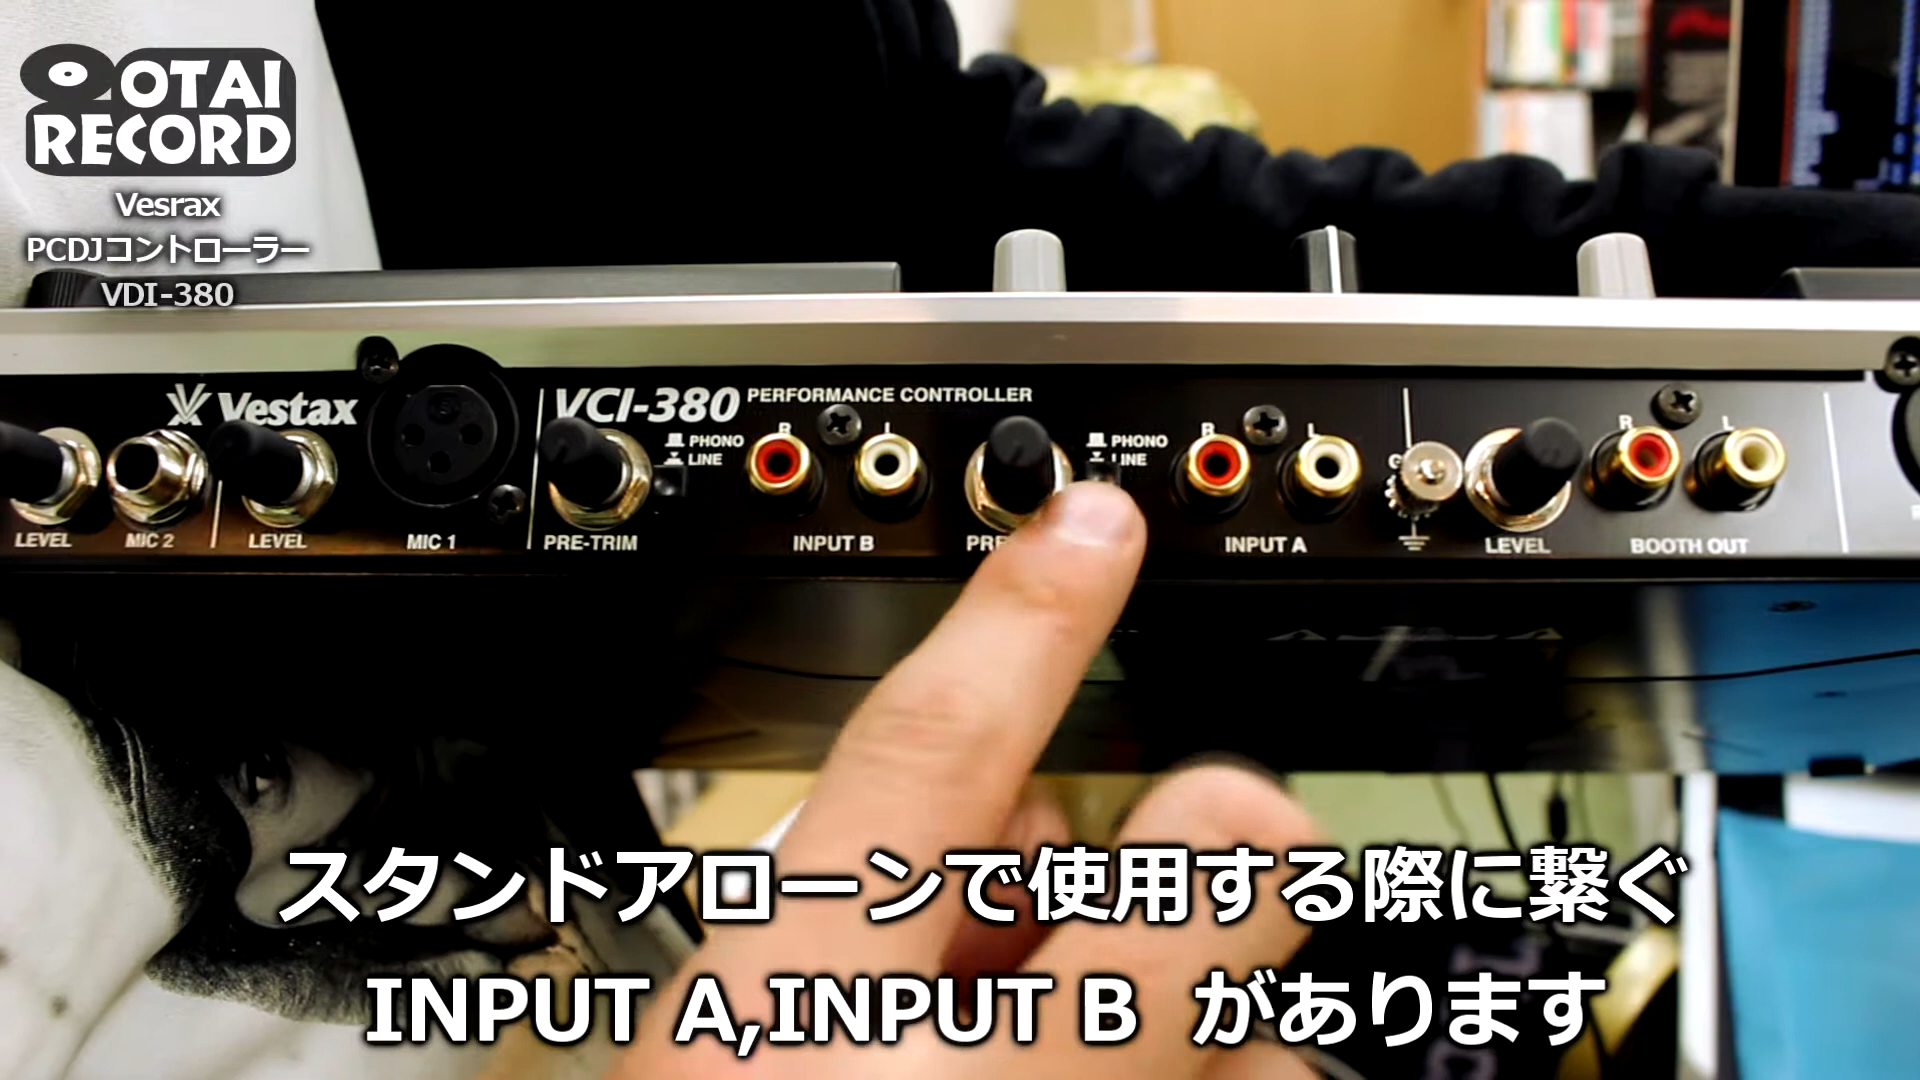 OTAI
RECORD
Vesrax
PCDJコントローラー
VDI-380
Vestax
VCI-380 PERFORMANCE CONTROLLER
PHONO
LINE
R
L
PHONO
LINE
R
L
R
L
LEVEL
MIC 2
LEVEL
MIC 1
PRE-TRIM
INPUT B
INPUT A
LEVEL
BOOTH OUT
スタンドアローンで使用する際に繋ぐ
INPUT A,INPUT B があります